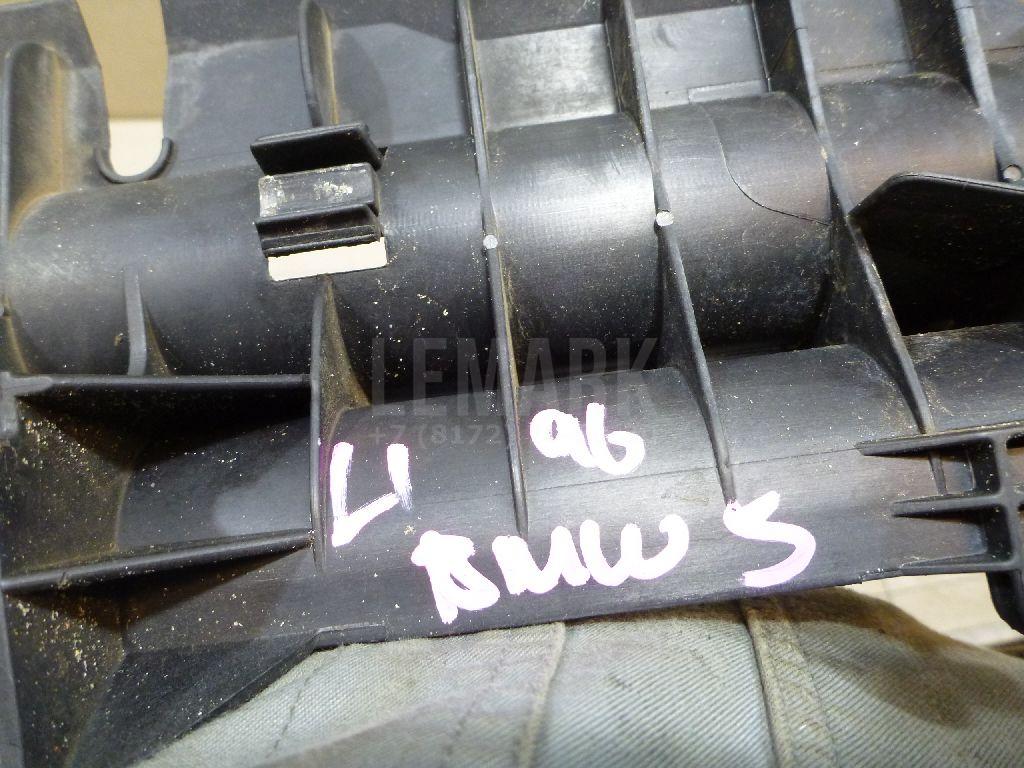 LEMARK
+7 (8172)
96
LI
BMW 5